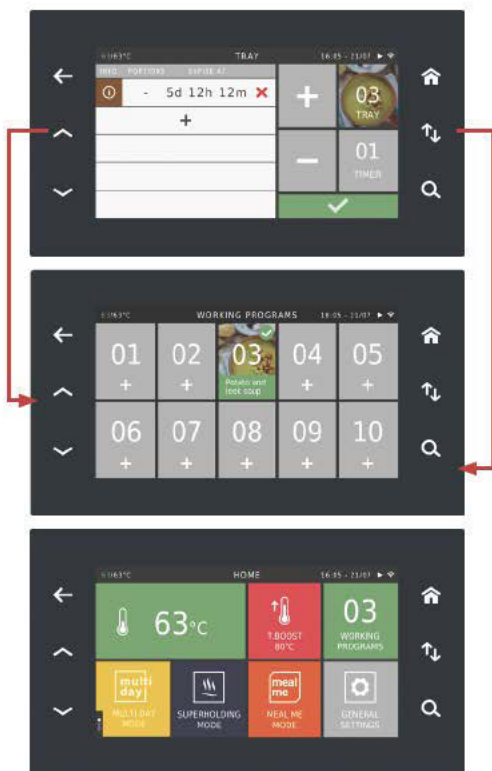 63°C TRAY 16:05 - 21/07
INFO PORTIONS EXPIRE AT
- 5d 12h 12m
+
+
03
TRAY
−
01
TIMER
63°C WORKING PROGRAMS 16:05 - 21/07
01
+
02
+
03
Potato and
leek soup
04
+
05
+
06
+
07
+
08
+
09
+
10
+
63°C HOME 16:05 - 21/07
63°C
T.BOOST
80°C
03
WORKING
PROGRAMS
multi
day
MULTI DAY
MODE
SUPERHOLDING
MODE
meal
me
NEAL ME
MODE
GENERAL
SETTINGS